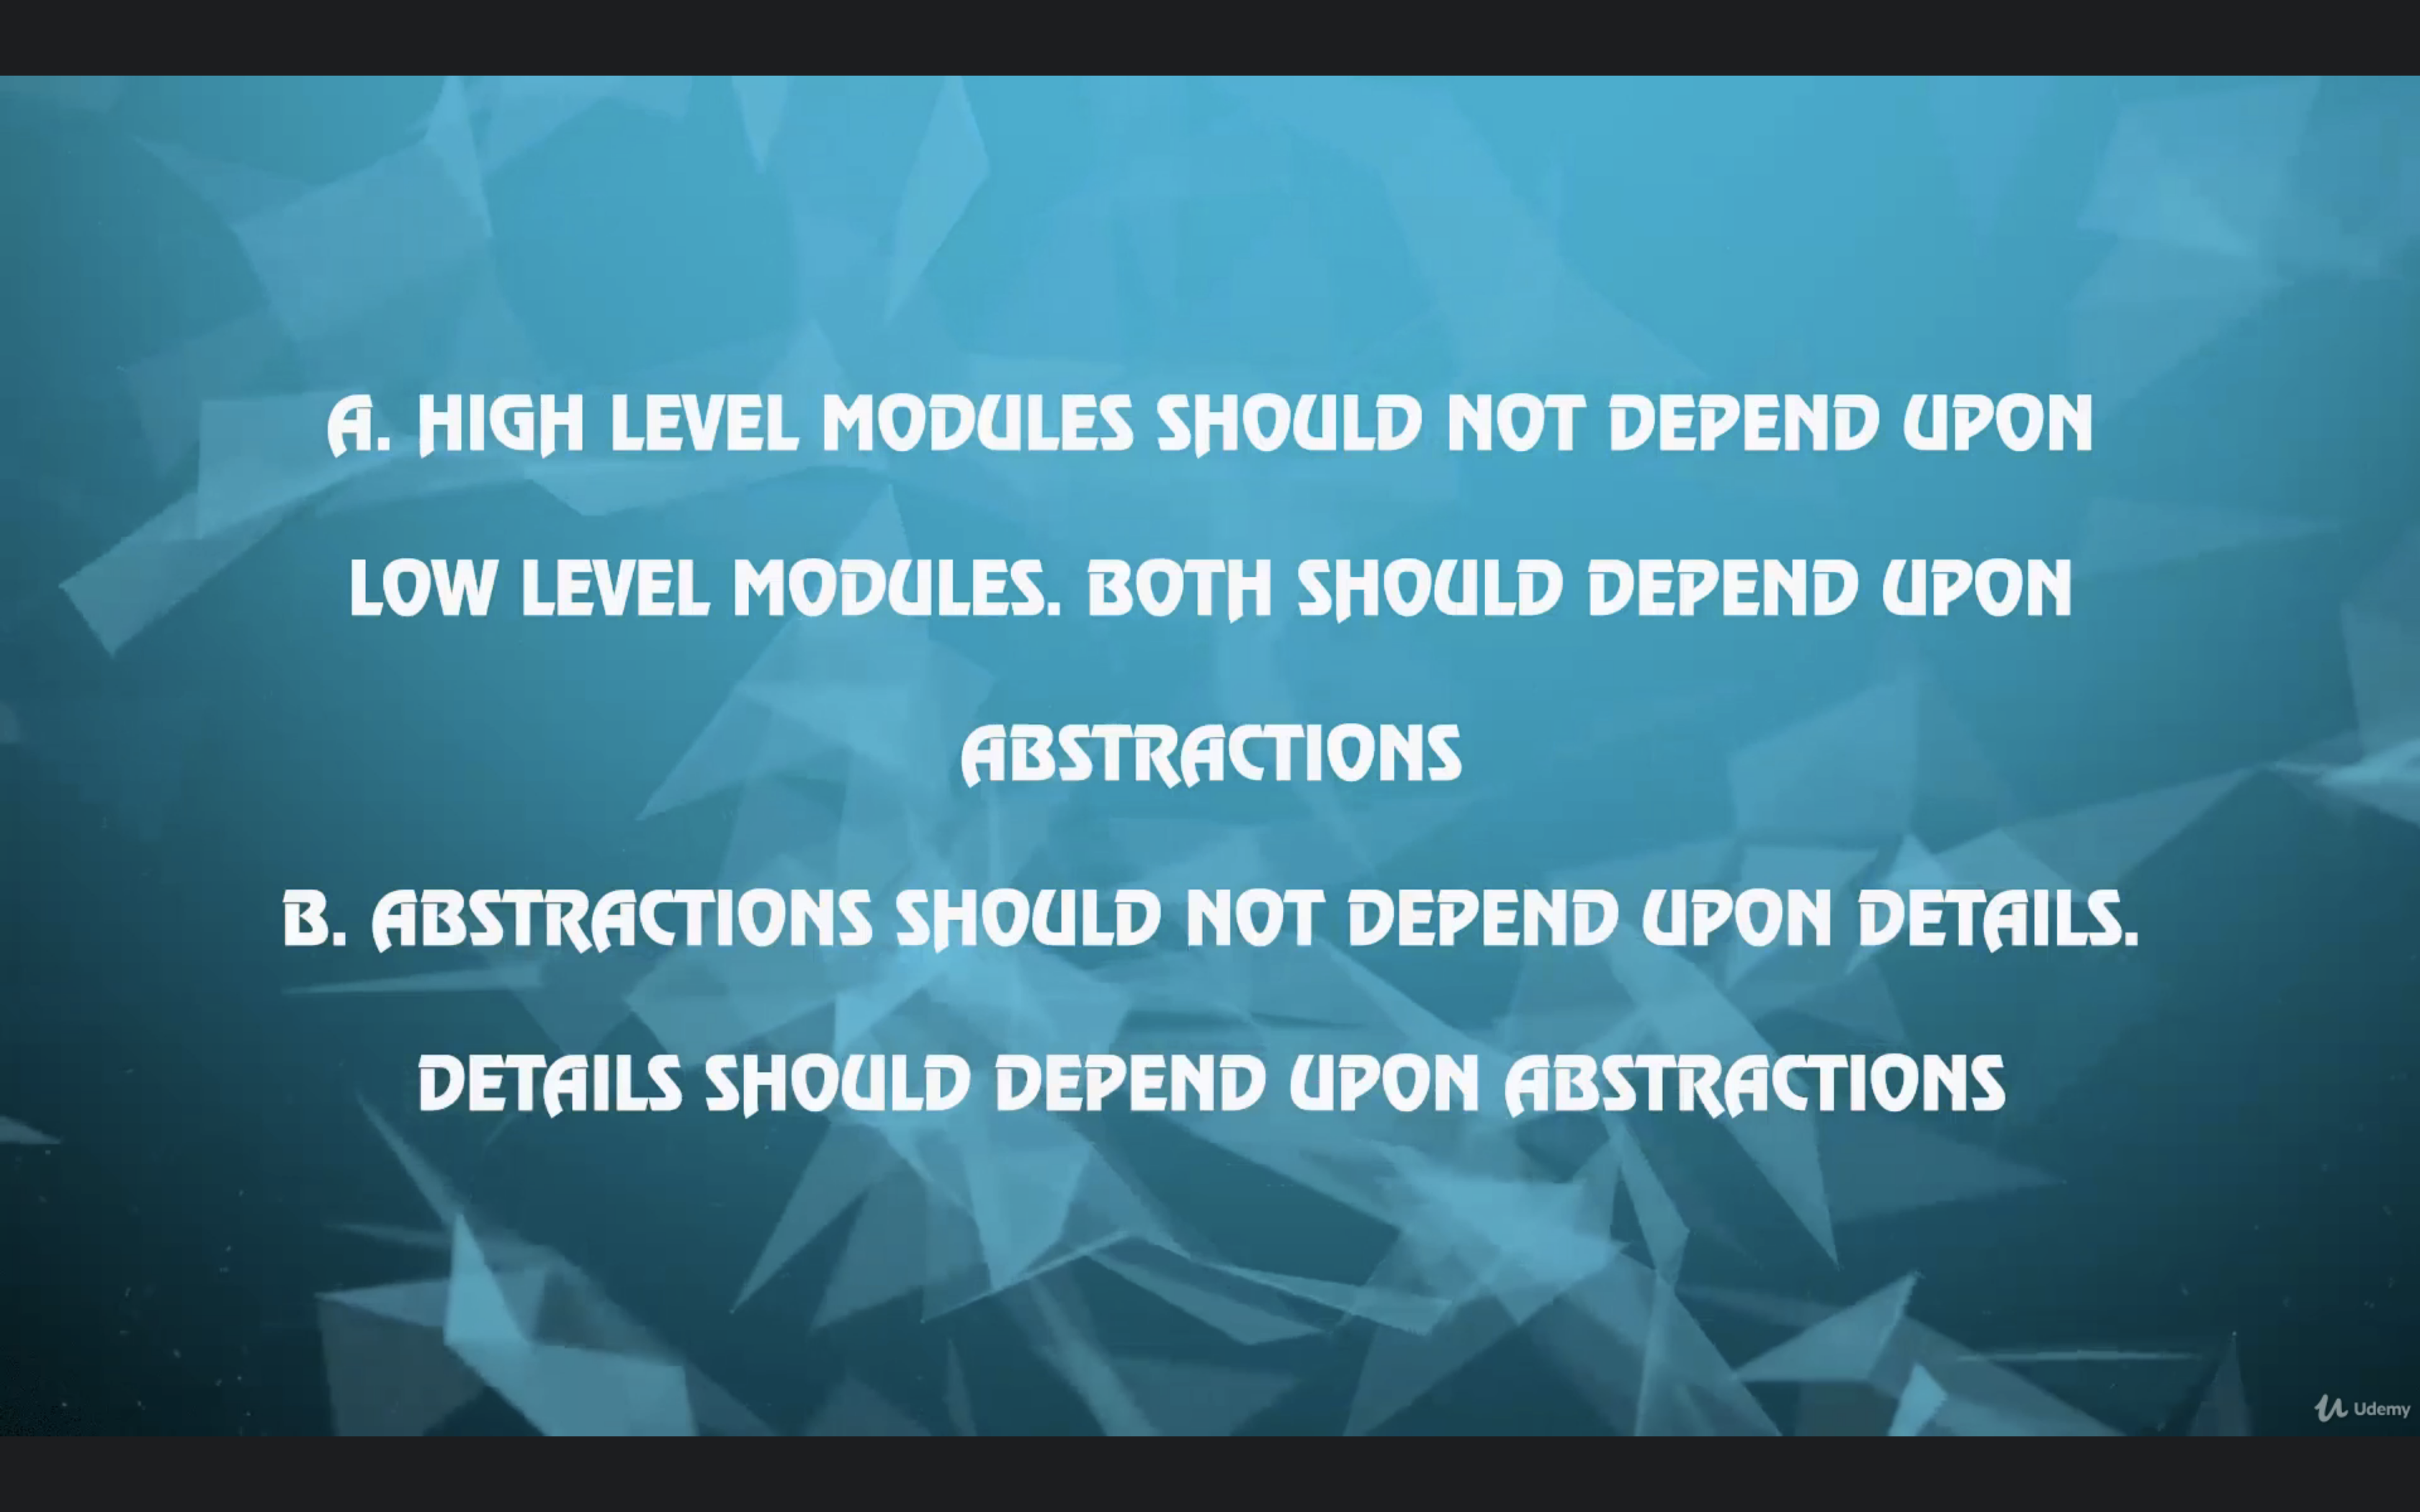 A. HIGH LEVEL MODULES SHOULD NOT DEPEND UPON
LOW LEVEL MODULES. BOTH SHOULD DEPEND UPON
ABSTRACTIONS
B. ABSTRACTIONS SHOULD NOT DEPEND UPON DETAILS.
DETAILS SHOULD DEPEND UPON ABSTRACTIONS
Udemy